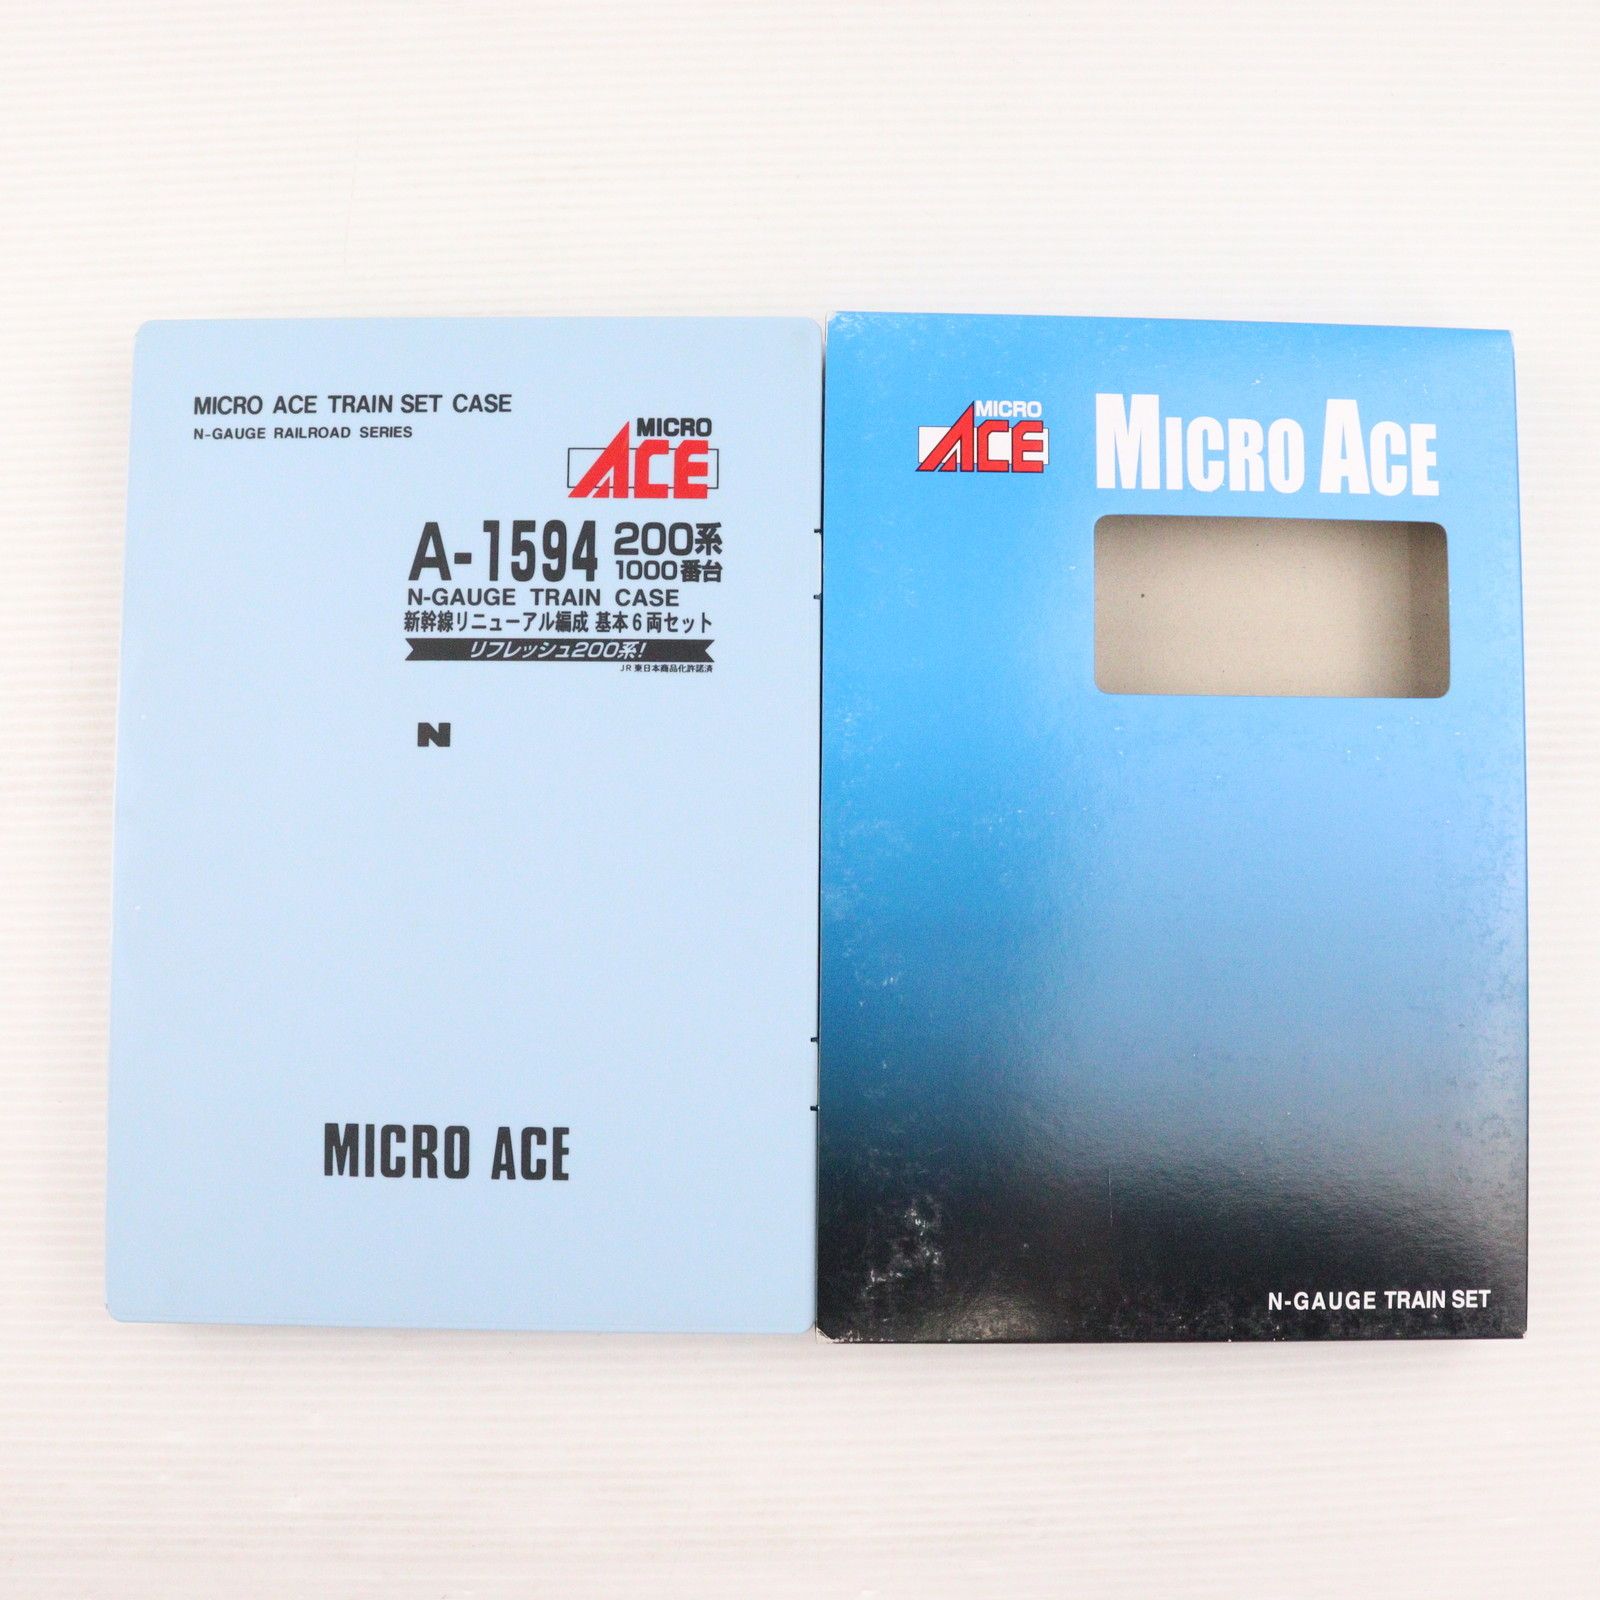 MICRO ACE TRAIN SET CASE
N-GAUGE RAILROAD SERIES
MICRO
ACE
A-1594 200系
1000番台
N-GAUGE TRAIN CASE
新幹線リニューアル編成 基本6両セット
リフレッシュ200系!
JR東日本商品化許諾済
N
MICRO ACE
MICRO
ACE
MICRO ACE
N-GAUGE TRAIN SET